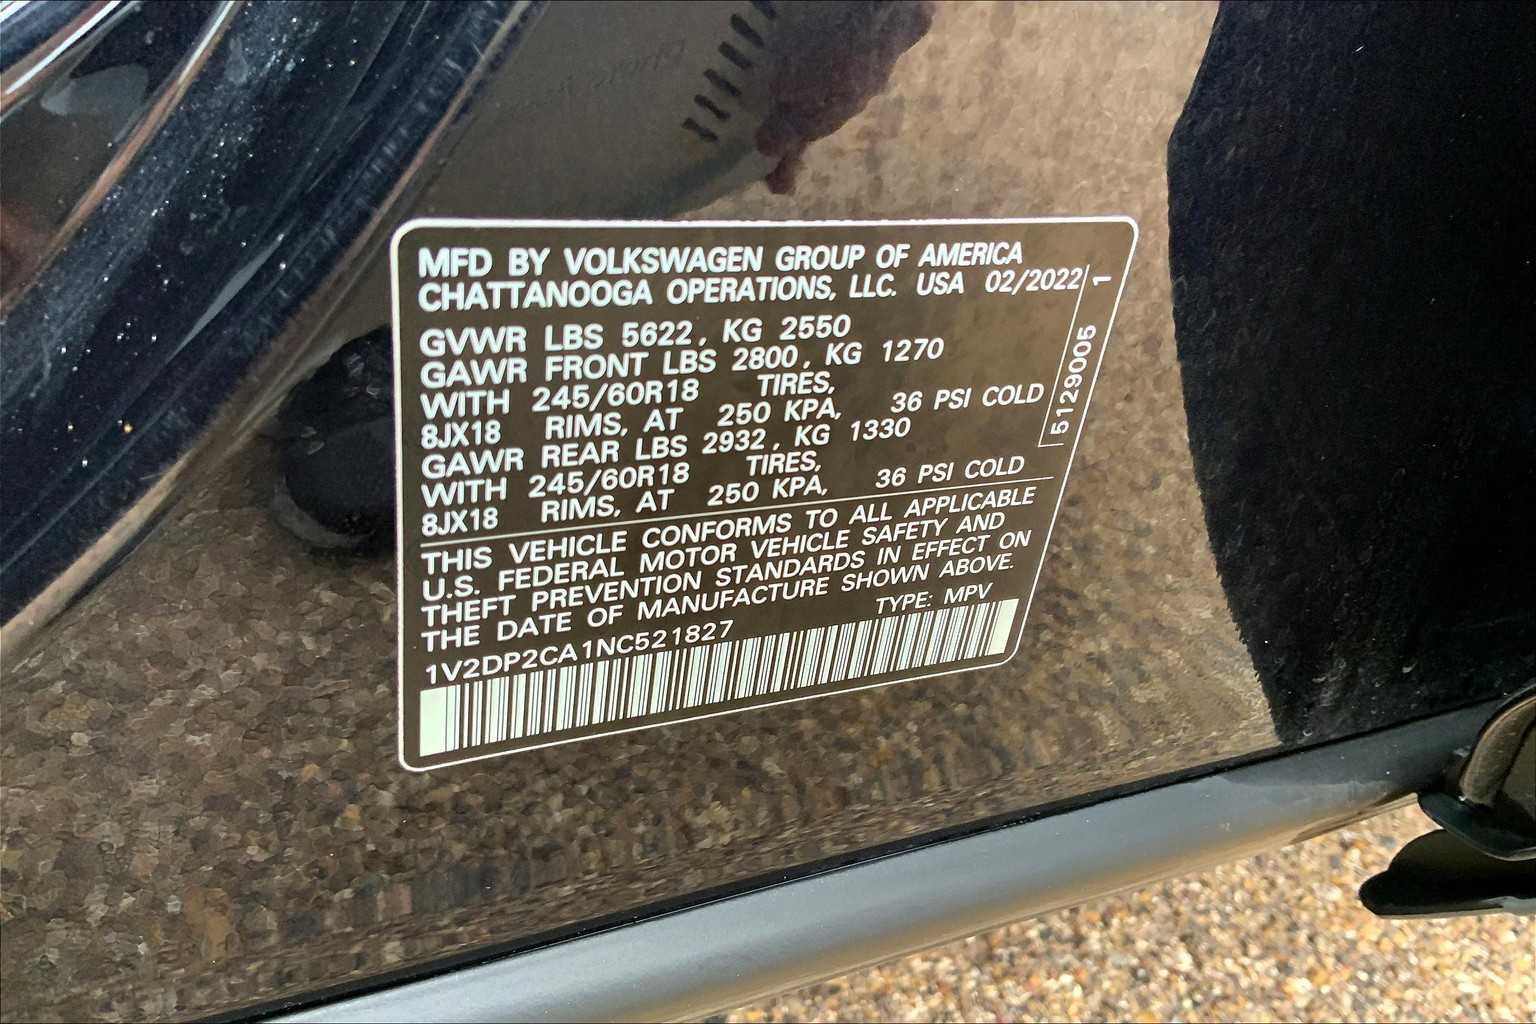 MFD BY VOLKSWAGEN GROUP OF AMERICA
CHATTANOOGA OPERATIONS, LLC. USA 02/2022
GVWR LBS 5622, KG 2550
GAWR FRONT LBS 2800, KG 1270
WITH 245/60R18 TIRES,
8JX18 RIMS, AT 250 KPA, 36 PSI COLD
GAWR REAR LBS 2932, KG 1330
WITH 245/60R18 TIRES,
8JX18 RIMS, AT 250 KPA, 36 PSI COLD
5129005 1
THIS VEHICLE CONFORMS TO ALL APPLICABLE
U.S. FEDERAL MOTOR VEHICLE SAFETY AND
THEFT PREVENTION STANDARDS IN EFFECT ON
THE DATE OF MANUFACTURE SHOWN ABOVE.
1V2DP2CA1NC521827 TYPE: MPV